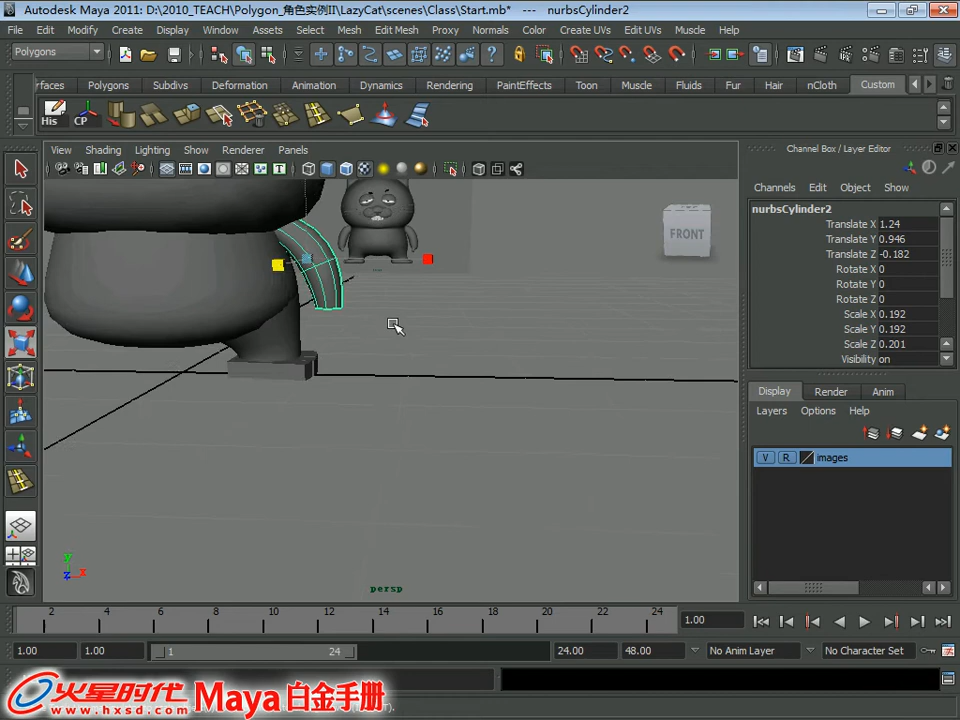 Autodesk Maya 2011: D:\2010_TEACH\Polygon_角色实例II\LazyCat\scenes\Class\Start.mb* --- nurbsCylinder2
File Edit Modify Create Display Window Assets Select Mesh Edit Mesh Proxy Normals Color Create UVs Edit UVs Muscle Help
Polygons
rfaces Polygons Subdivs Deformation Animation Dynamics Rendering PaintEffects Toon Muscle Fluids Fur Hair nCloth Custom
His CP
View Shading Lighting Show Renderer Panels
Channel Box / Layer Editor
Channels Edit Object Show
nurbsCylinder2
Translate X 1.24
Translate Y 0.946
Translate Z -0.182
Rotate X 0
Rotate Y 0
Rotate Z 0
Scale X 0.192
Scale Y 0.192
Scale Z 0.201
Visibility on
FRONT
Display Render Anim
Layers Options Help
V R images
y
z x
persp
2 4 6 8 10 12 14 16 18 20 22 24
1.00
1.00 1.00 1 24 24.00 48.00 No Anim Layer No Character Set
火星时代 Maya 白金手册
www.hxsd.com